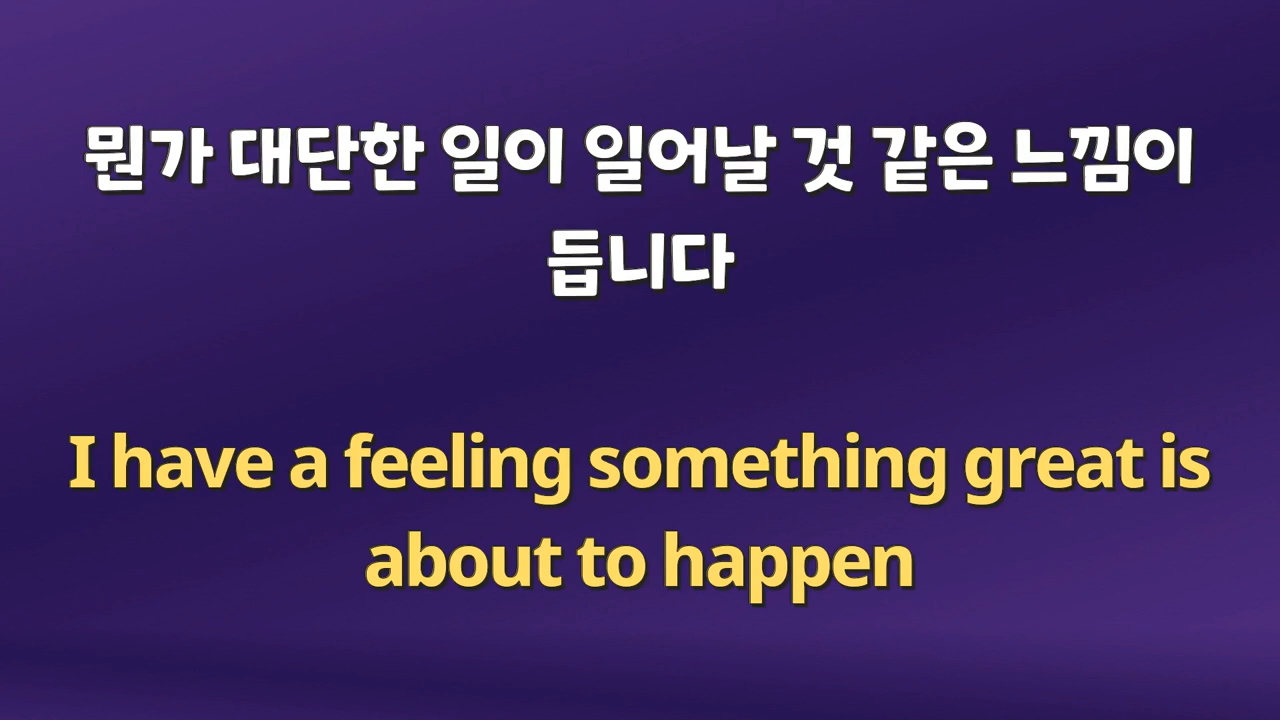 뭔가 대단한 일이 일어날 것 같은 느낌이
듭니다
I have a feeling something great is
about to happen